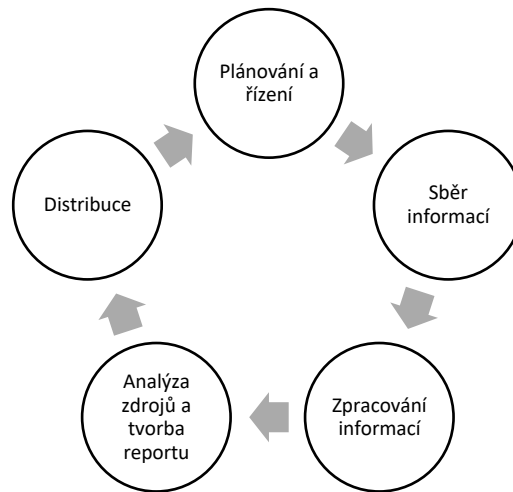 Plánování a
řízení
Sběr
informací
Zpracování
informací
Analýza
zdrojů a
tvorba
reportu
Distribuce